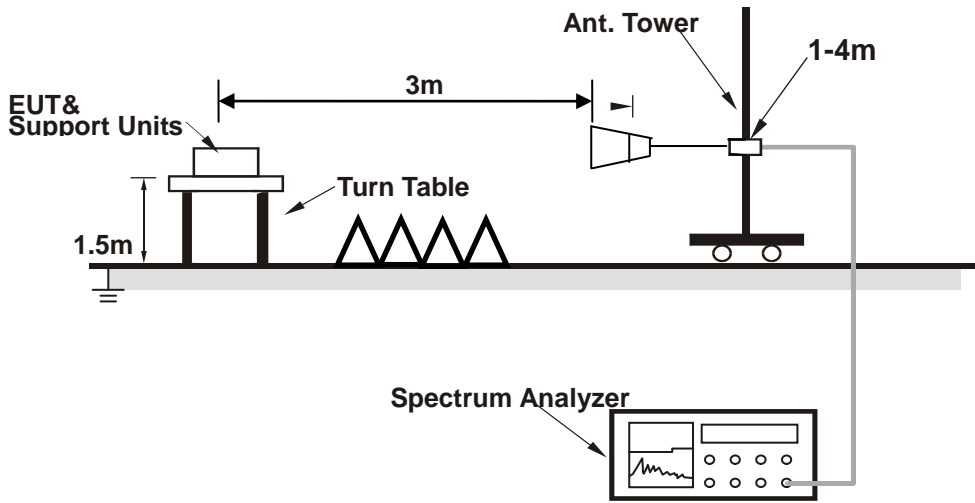 Ant. Tower
1-4m
3m
EUT&
Support Units
Turn Table
1.5m
Spectrum Analyzer